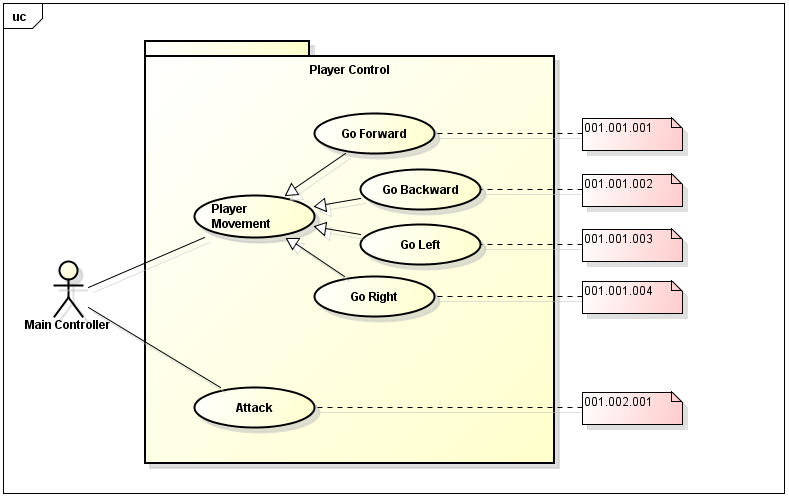 uc
Player Control
Go Forward
001.001.001
Go Backward
001.001.002
Player
Movement
Go Left
001.001.003
Go Right
001.001.004
Main Controller
Attack
001.002.001